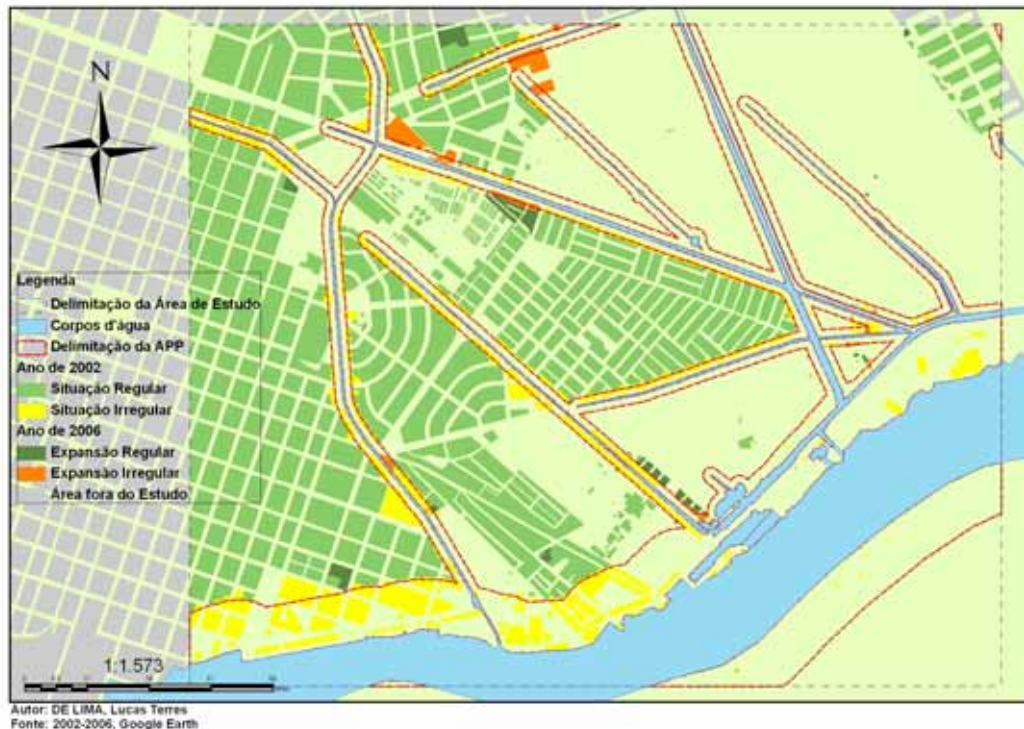 N
Legenda
Delimitação da Área de Estudo
Corpos d'água
Delimitação da APP
Ano de 2002
Situação Regular
Situação Irregular
Ano de 2006
Expansão Regular
Expansão Irregular
Área fora do Estudo
1:1.573
Autor: DE LIMA, Lucas Terres
Fonte: 2002-2006, Google Earth